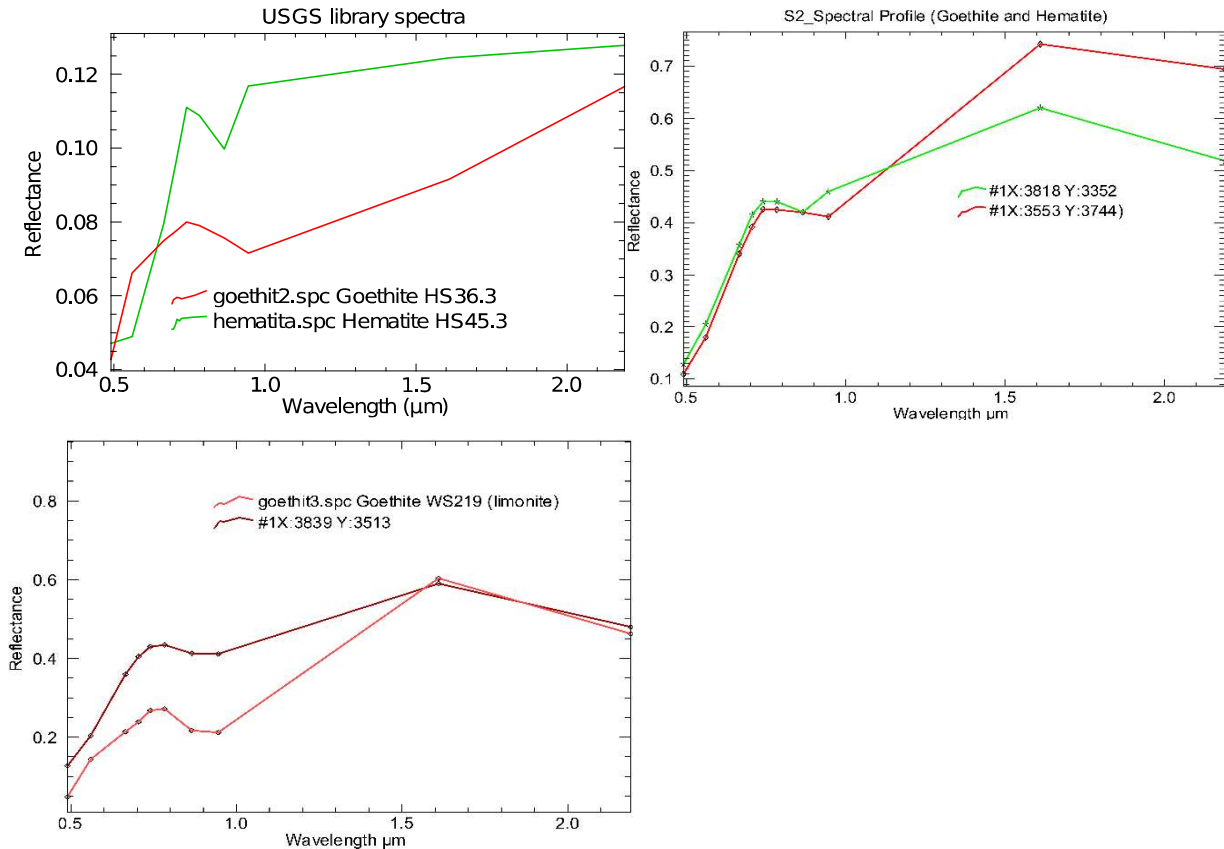 USGS library spectra
0.12
0.10
0.08
0.06
0.04
Reflectance
goethit2.spc Goethite HS36.3
hematita.spc Hematite HS45.3
0.5
1.0
1.5
2.0
Wavelength (µm)
S2_Spectral Profile (Goethite and Hematite)
0.7
0.6
0.5
0.4
0.3
0.2
0.1
Reflectance
#1X:3818 Y:3352
#1X:3553 Y:3744)
0.5
1.0
1.5
2.0
Wavelength µm
0.8
0.6
0.4
0.2
Reflectance
goethit3.spc Goethite WS219 (limonite)
#1X:3839 Y:3513
0.5
1.0
1.5
2.0
Wavelength µm